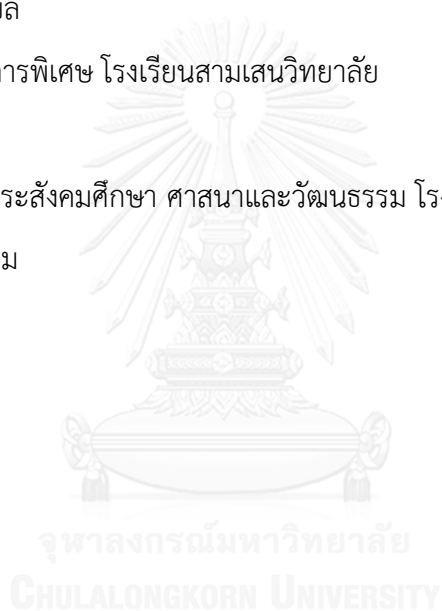 ผล
การพิเศษ โรงเรียนสามเสนวิทยาลัย
ระสังคมศึกษา ศาสนาและวัฒนธรรม โร
ม
จุฬาลงกรณ์มหาวิทยาลัย
CHULALONGKORN UNIVERSITY